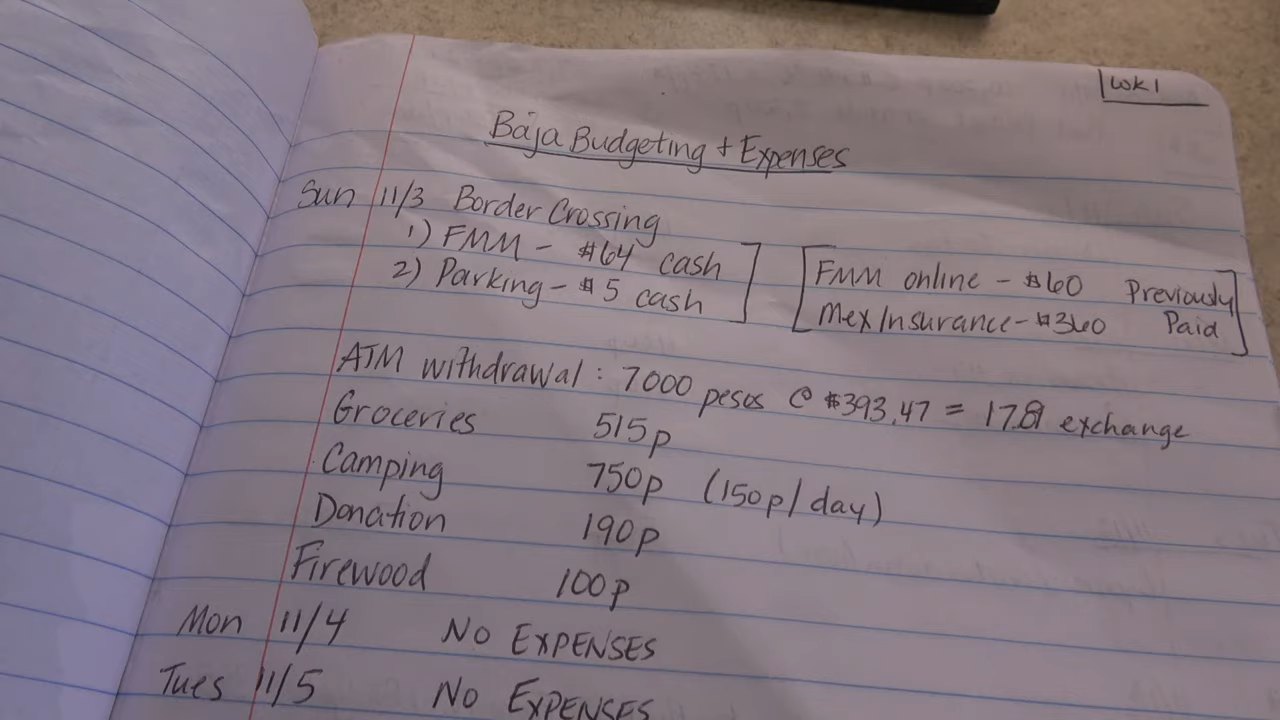 WK 1
Baja Budgeting + Expenses
Sun 11/3 Border Crossing
1) FMM - $64 cash
2) Parking - $5 cash
FMM online - $60 Previously
Mex Insurance - $360 Paid
ATM withdrawal : 7000 pesos @ $393.47 = 17.81 exchange
Groceries 515p
Camping 750p (150p/day)
Donation 190p
Firewood 100p
Mon 11/4 NO EXPENSES
Tues 11/5 NO EXPENSES